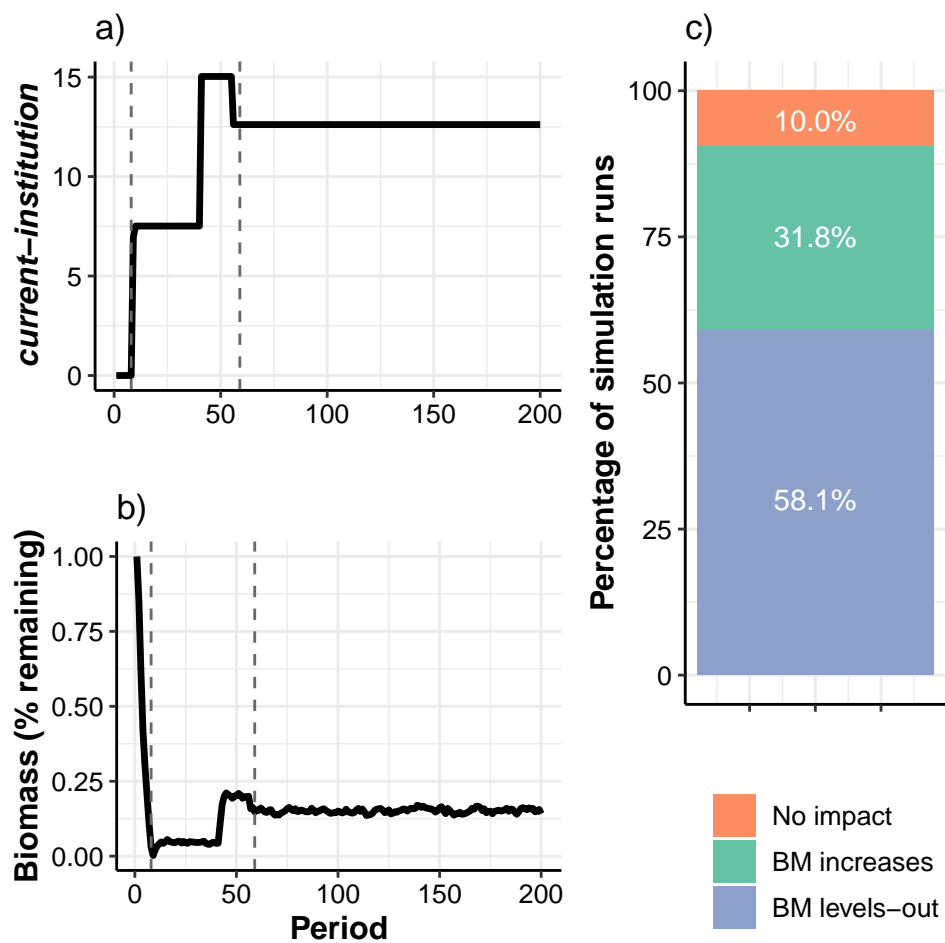 a)
current−institution
15
10
5
0
0 50 100 150 200
b)
Biomass (% remaining)
1.00
0.75
0.50
0.25
0.00
0 50 100 150 200
Period
c)
Percentage of simulation runs
100
75
50
25
0
10.0%
31.8%
58.1%
No impact
BM increases
BM levels−out